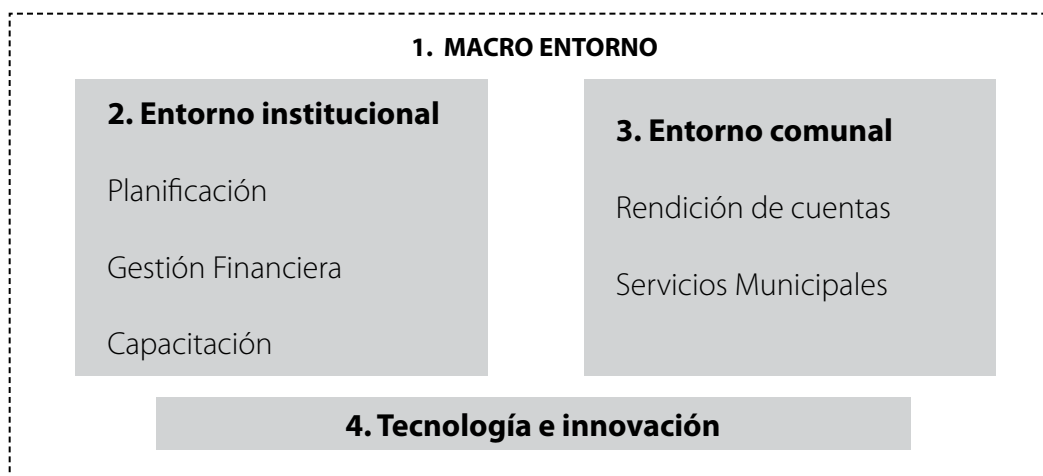 1. MACRO ENTORNO
2. Entorno institucional
Planificación
Gestión Financiera
Capacitación
3. Entorno comunal
Rendición de cuentas
Servicios Municipales
4. Tecnología e innovación